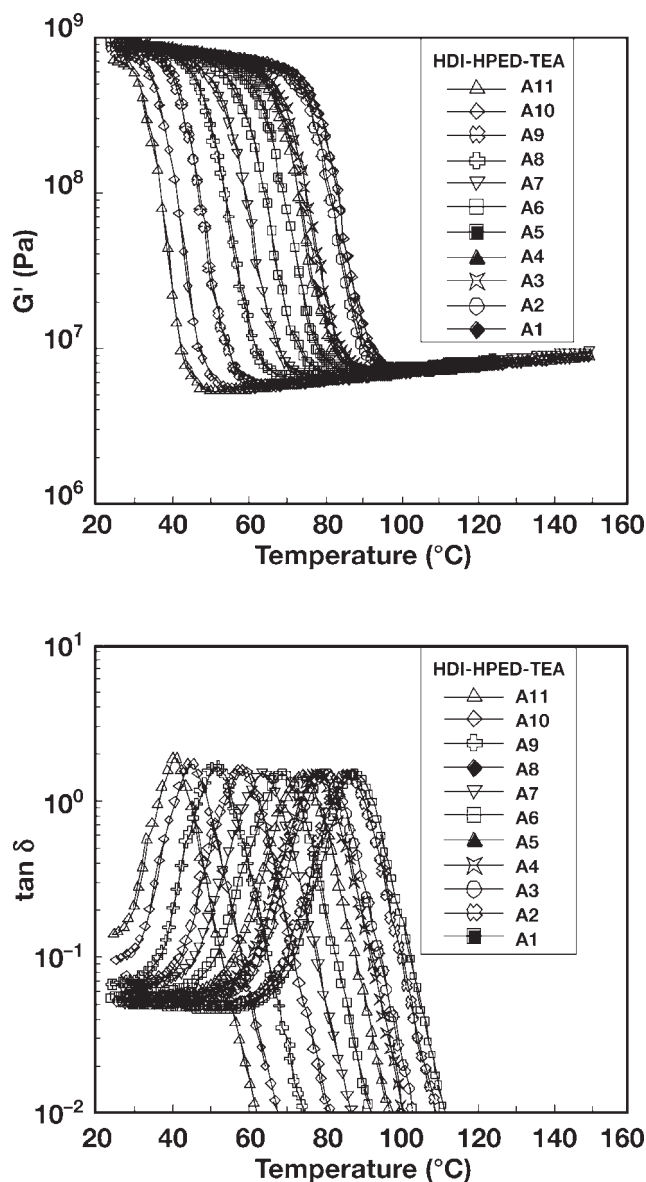 10⁹
10⁸
10⁷
10⁶
G' (Pa)
HDI-HPED-TEA
A11
A10
A9
A8
A7
A6
A5
A4
A3
A2
A1
20 40 60 80 100 120 140 160
Temperature (°C)
10¹
10⁰
10⁻¹
10⁻²
tan δ
HDI-HPED-TEA
A11
A10
A9
A8
A7
A6
A5
A4
A3
A2
A1
20 40 60 80 100 120 140 160
Temperature (°C)